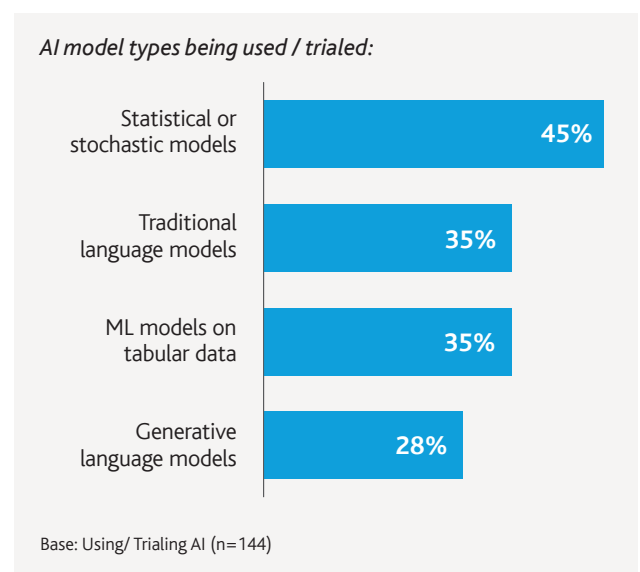 AI model types being used / trialed:
Statistical or
stochastic models
45%
Traditional
language models
35%
ML models on
tabular data
35%
Generative
language models
28%
Base: Using/ Trialing AI (n=144)